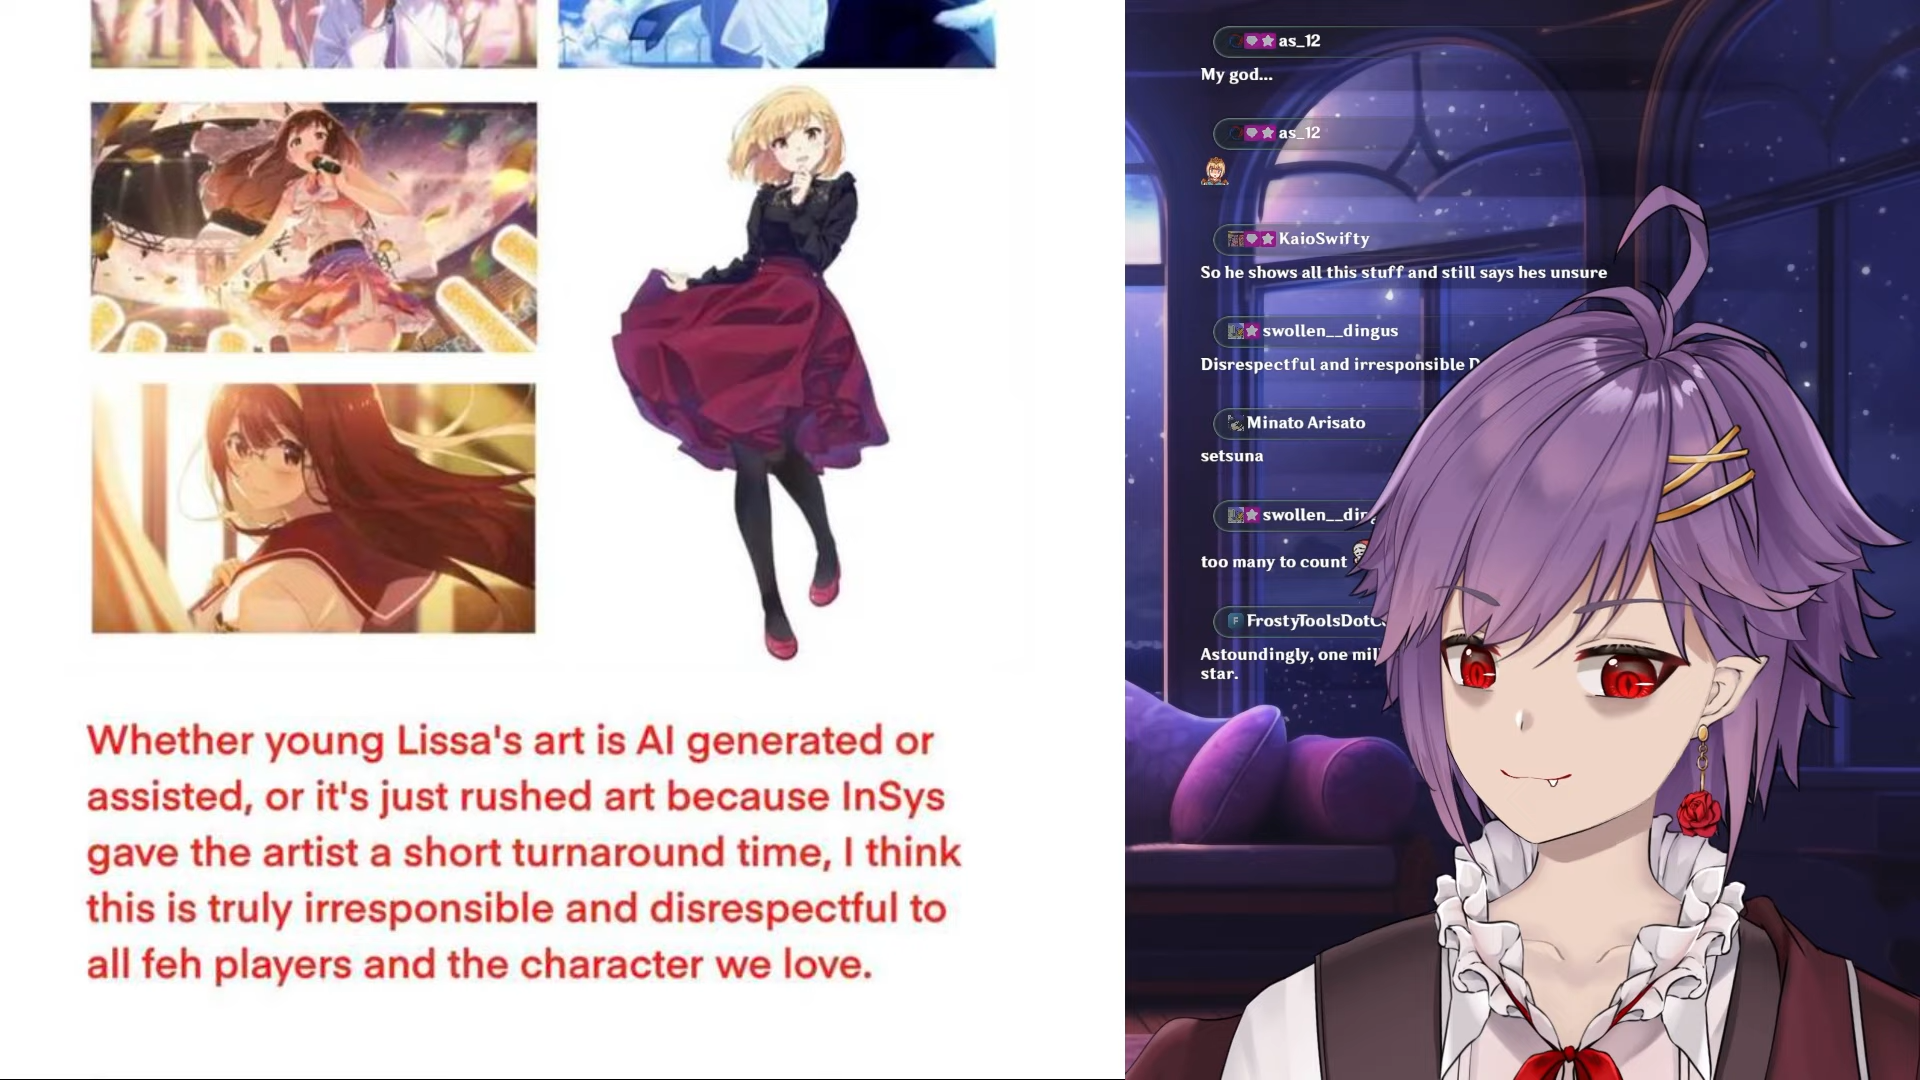 Whether young Lissa's art is AI generated or
assisted, or it's just rushed art because InSys
gave the artist a short turnaround time, I think
this is truly irresponsible and disrespectful to
all feh players and the character we love.
as_12
My god...
as_12
KaioSwifty
So he shows all this stuff and still says hes unsure
swollen__dingus
Disrespectful and irresponsible
Minato Arisato
setsuna
swollen__din
too many to count
FrostyToolsDotC
Astoundingly, one mil
star.